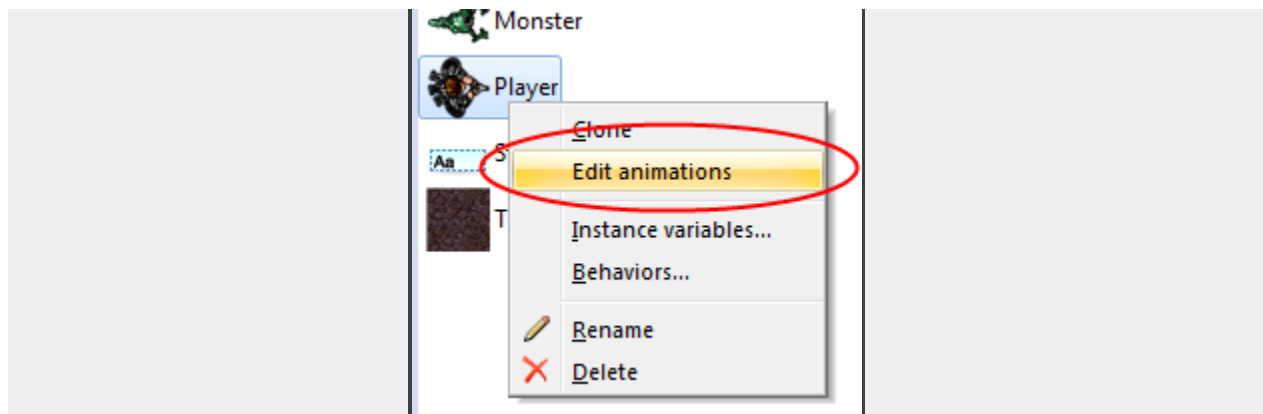 Monster
Player
Clone
Aa
Edit animations
Instance variables...
Behaviors...
Rename
Delete